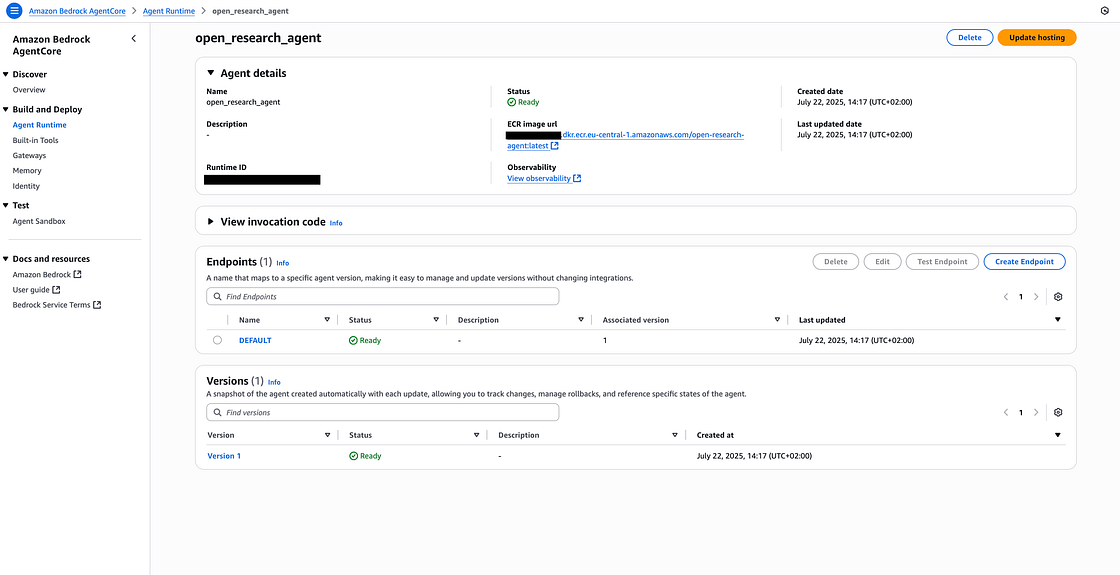 Amazon Bedrock AgentCore > Agent Runtime > open_research_agent
Amazon Bedrock
AgentCore
Discover
Overview
Build and Deploy
Agent Runtime
Built-in Tools
Gateways
Memory
Identity
Test
Agent Sandbox
Docs and resources
Amazon Bedrock
User guide
Bedrock Service Terms
open_research_agent
Delete
Update hosting
Agent details
Name
open_research_agent
Description
-
Runtime ID
Status
Ready
ECR image url
.dkr.ecr.eu-central-1.amazonaws.com/open-research-
agent:latest
Observability
View observability
Created date
July 22, 2025, 14:17 (UTC+02:00)
Last updated date
July 22, 2025, 14:17 (UTC+02:00)
View invocation code Info
Endpoints (1) Info
Delete
Edit
Test Endpoint
Create Endpoint
A name that maps to a specific agent version, making it easy to manage and update versions without changing integrations.
Find Endpoints
1
Name Status Description Associated version Last updated
DEFAULT Ready - 1 July 22, 2025, 14:17 (UTC+02:00)
Versions (1) Info
A snapshot of the agent created automatically with each update, allowing you to track changes, manage rollbacks, and reference specific states of the agent.
Find versions
1
Version Status Description Created at
Version 1 Ready - July 22, 2025, 14:17 (UTC+02:00)